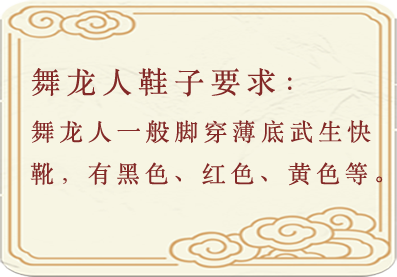 舞龙人鞋子要求：
舞龙人一般脚穿薄底武生快
靴，有黑色、红色、黄色等。